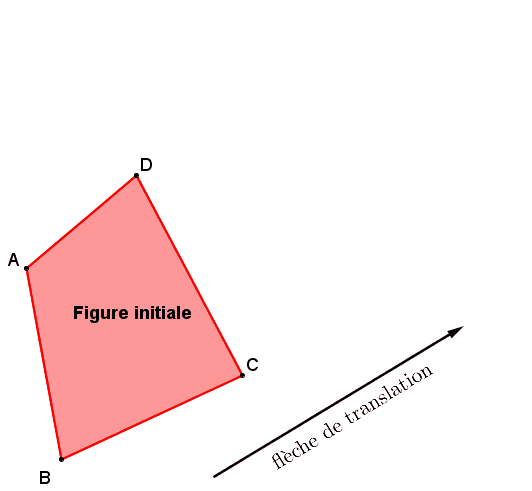 D
A
Figure initiale
C
flèche de translation
B